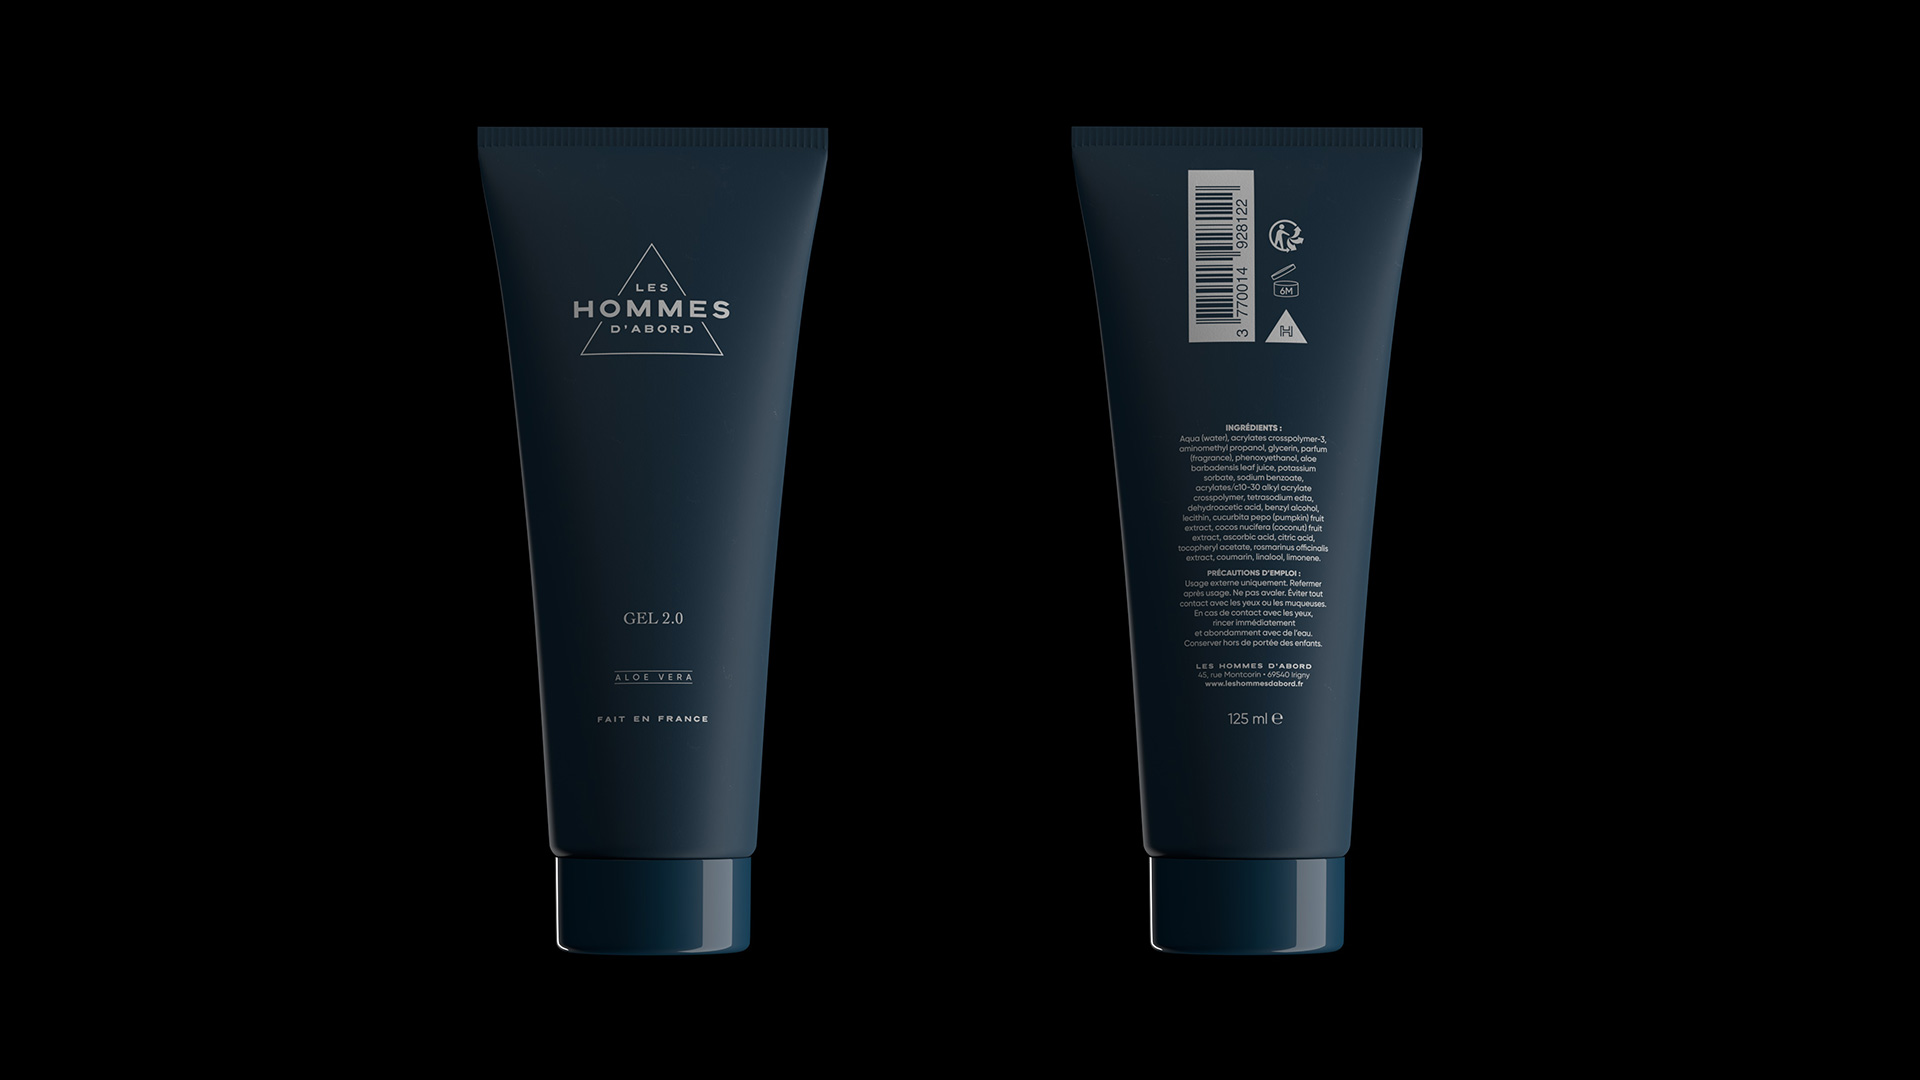 LES
HOMMES
D'ABORD
GEL 2.0
ALOE VERA
FAIT EN FRANCE
3 770014 928122
6M
H
INGRÉDIENTS :
Aqua (water), acrylates crosspolymer-3,
aminomethyl propanol, glycerin, parfum
(fragrance), phenoxyethanol, aloe
barbadensis leaf juice, potassium
sorbate, sodium benzoate,
acrylates/c10-30 alkyl acrylate
crosspolymer, tetrasodium edta,
dehydroacetic acid, benzyl alcohol,
lecithin, cucurbita pepo (pumpkin) fruit
extract, cocos nucifera (coconut) fruit
extract, ascorbic acid, citric acid,
tocopheryl acetate, rosmarinus officinalis
extract, coumarin, linalool, limonene.
PRÉCAUTIONS D'EMPLOI :
Usage externe uniquement. Refermer
après usage. Ne pas avaler. Éviter tout
contact avec les yeux ou les muqueuses.
En cas de contact avec les yeux,
rincer immédiatement
et abondamment avec de l'eau.
Conserver hors de portée des enfants.
LES HOMMES D'ABORD
45, rue Montcorin • 69540 Irigny
www.leshommesdabord.fr
125 ml ℮